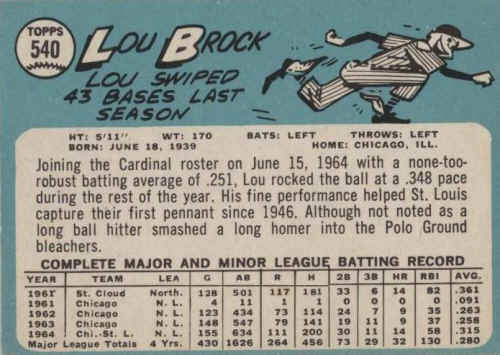 TOPPS
540
LOU BROCK
LOU SWIPED
43 BASES LAST
SEASON
HT: 5'11" WT: 170 BATS: LEFT THROWS: LEFT
BORN: JUNE 18, 1939 HOME: CHICAGO, ILL.
Joining the Cardinal roster on June 15, 1964 with a none-too-
robust batting average of .251, Lou rocked the ball at a .348 pace
during the rest of the year. His fine performance helped St. Louis
capture their first pennant since 1946. Although not noted as a
long ball hitter smashed a long homer into the Polo Ground
bleachers.
COMPLETE MAJOR AND MINOR LEAGUE BATTING RECORD
YEAR TEAM LEA G AB R H 2B 3B HR RBI AVG.
1961 St. Cloud North. 128 501 117 181 33 6 14 82 .361
1961 Chicago N.L. 4 11 1 1 0 0 0 0 .091
1962 Chicago N.L. 123 434 73 114 24 7 9 35 .263
1963 Chicago N.L. 148 547 79 141 19 11 9 37 .258
1964 Chi.-St. L. N.L. 155 634 111 200 30 11 14 58 .315
Major League Totals 4 Yrs. 430 1626 264 456 73 29 32 130 .280